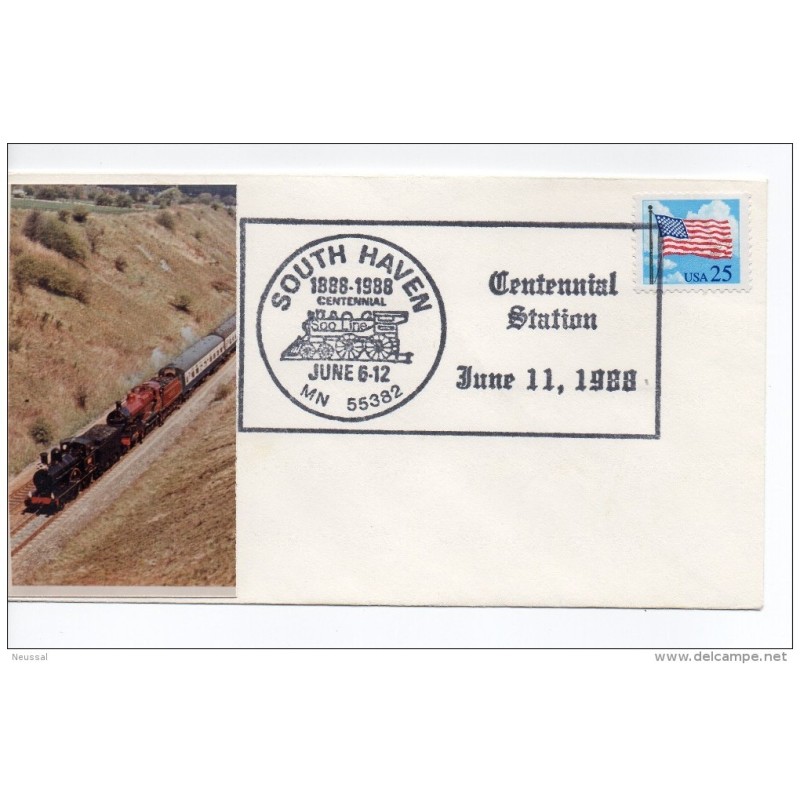 SOUTH HAVEN
1888-1988
CENTENNIAL
Soo Line
JUNE 6-12
MN 55382
Centennial
Station
June 11, 1988
USA 25
Neussal
www.delcampe.net